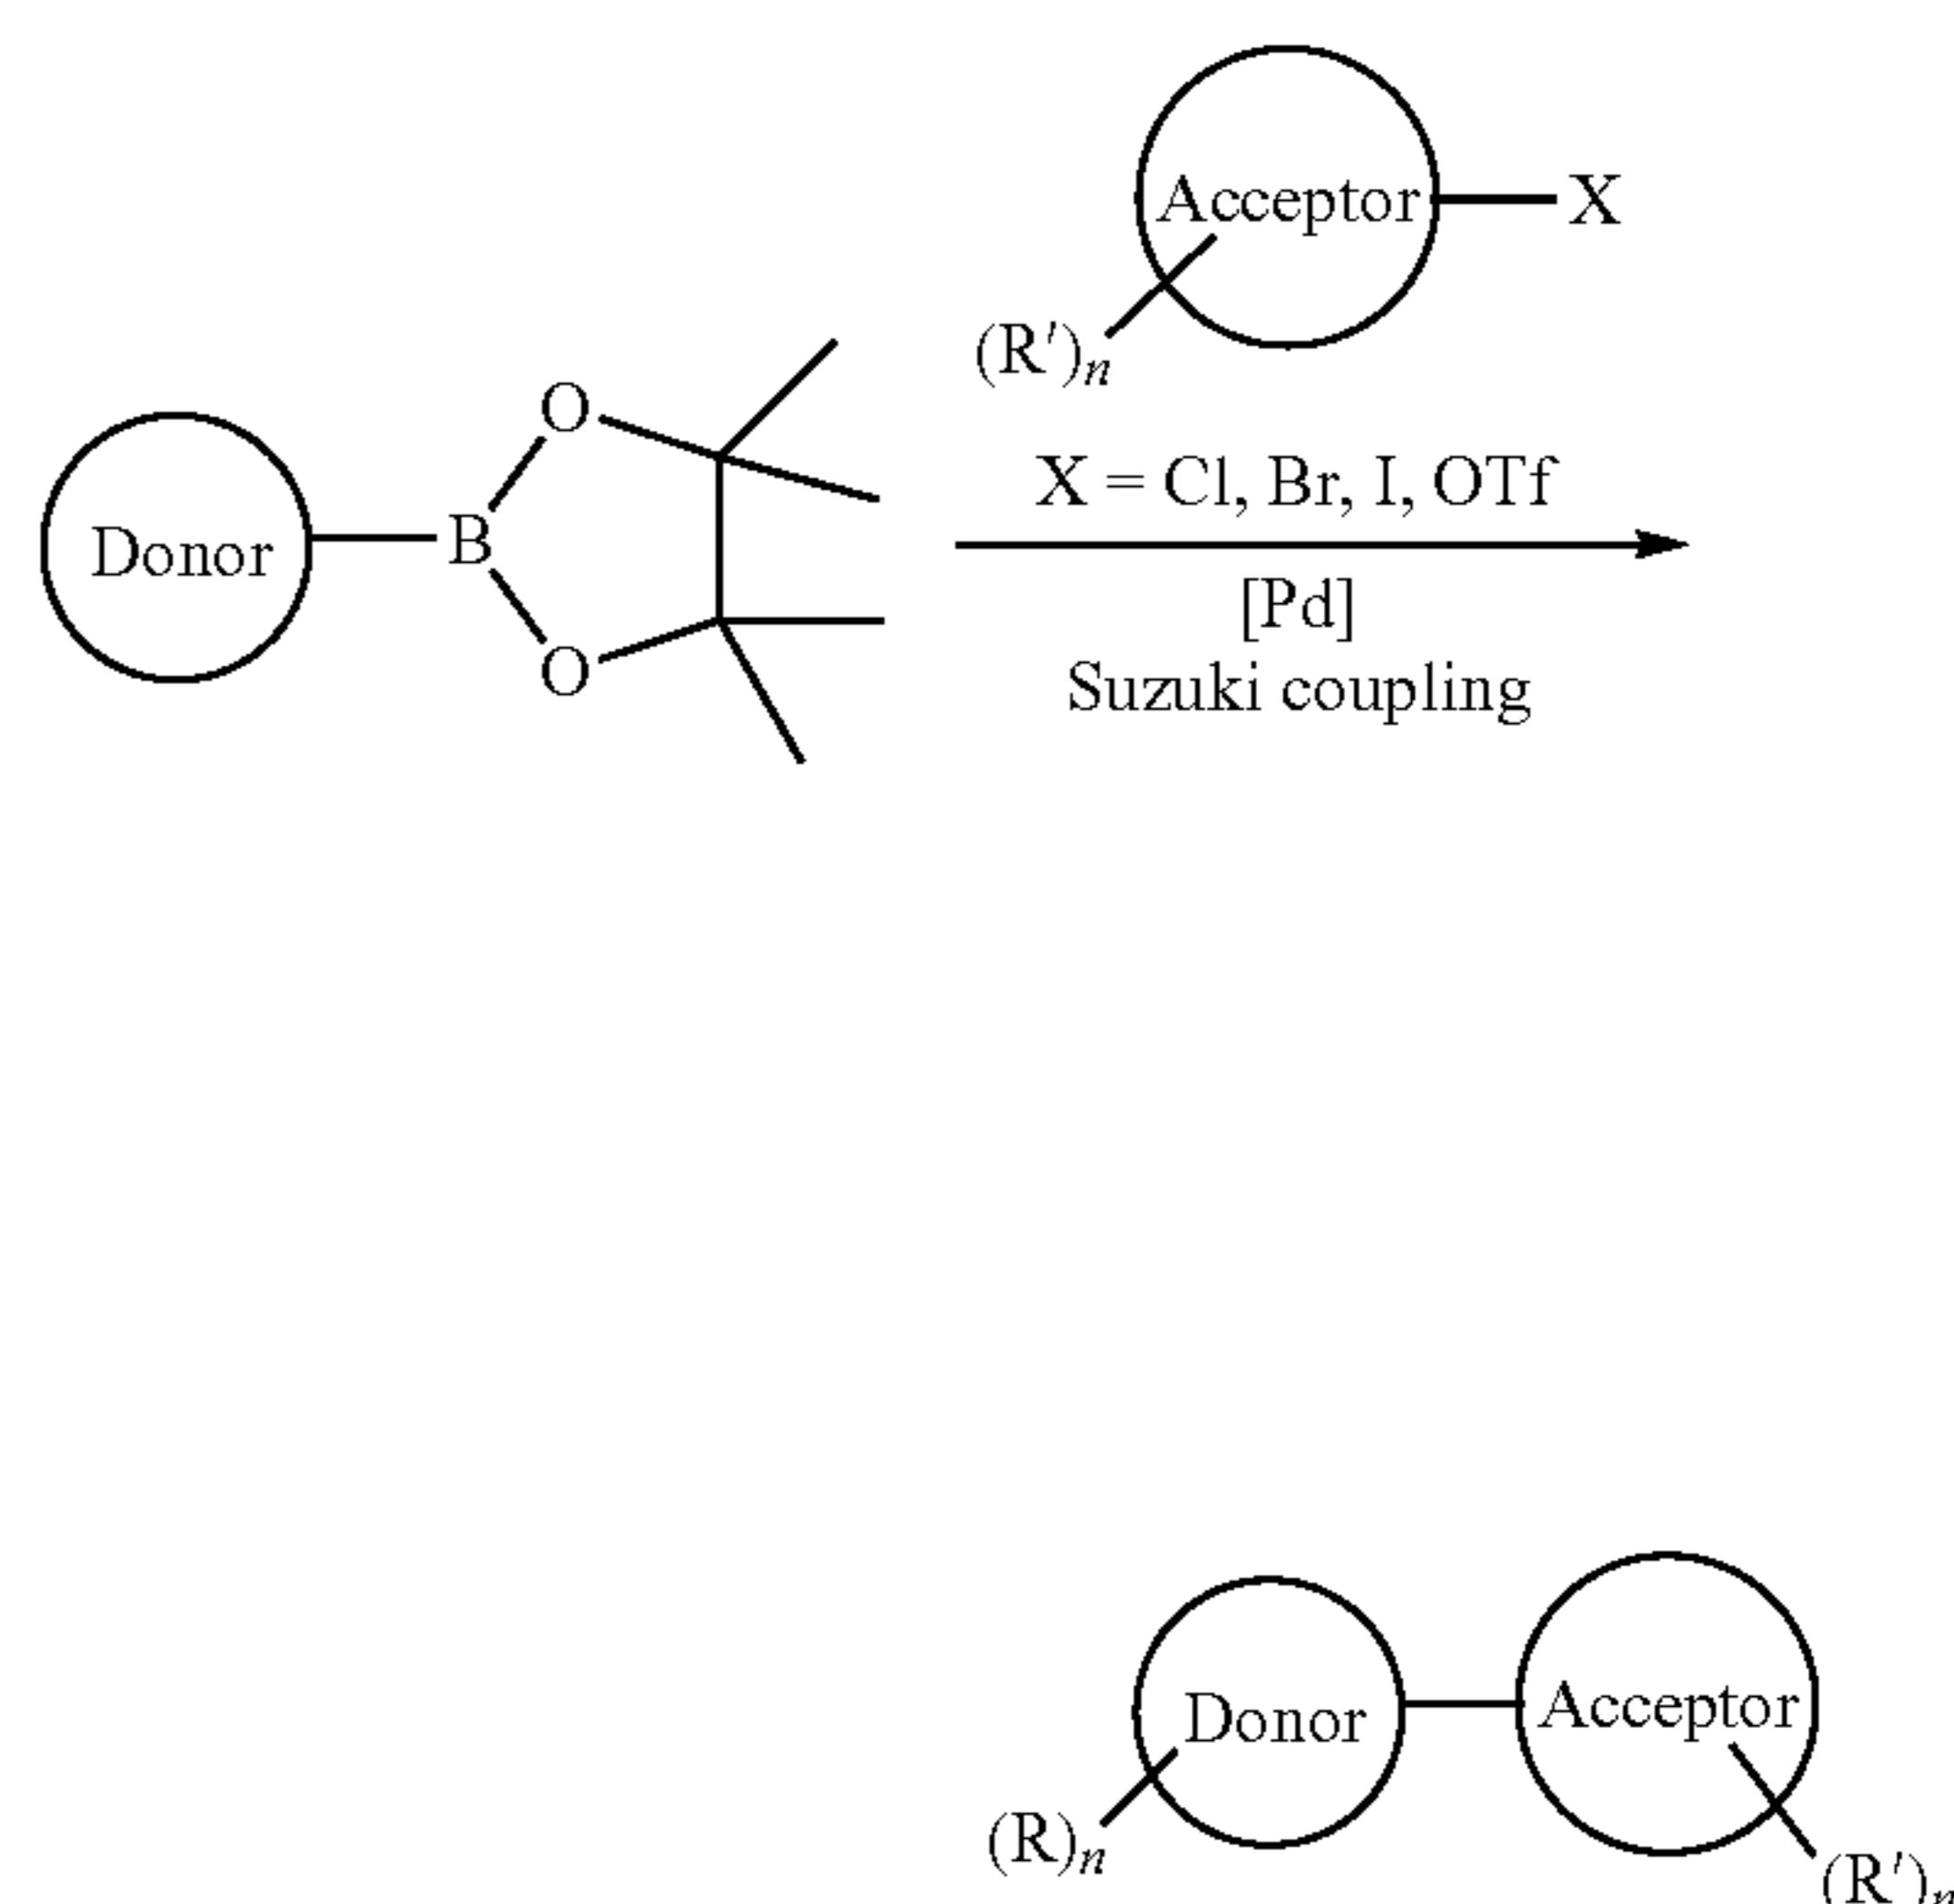 Acceptor
X
(R')n
O
Donor
B
O
X = Cl, Br, I, OTf
[Pd]
Suzuki coupling
Donor
Acceptor
(R)n
(R')n